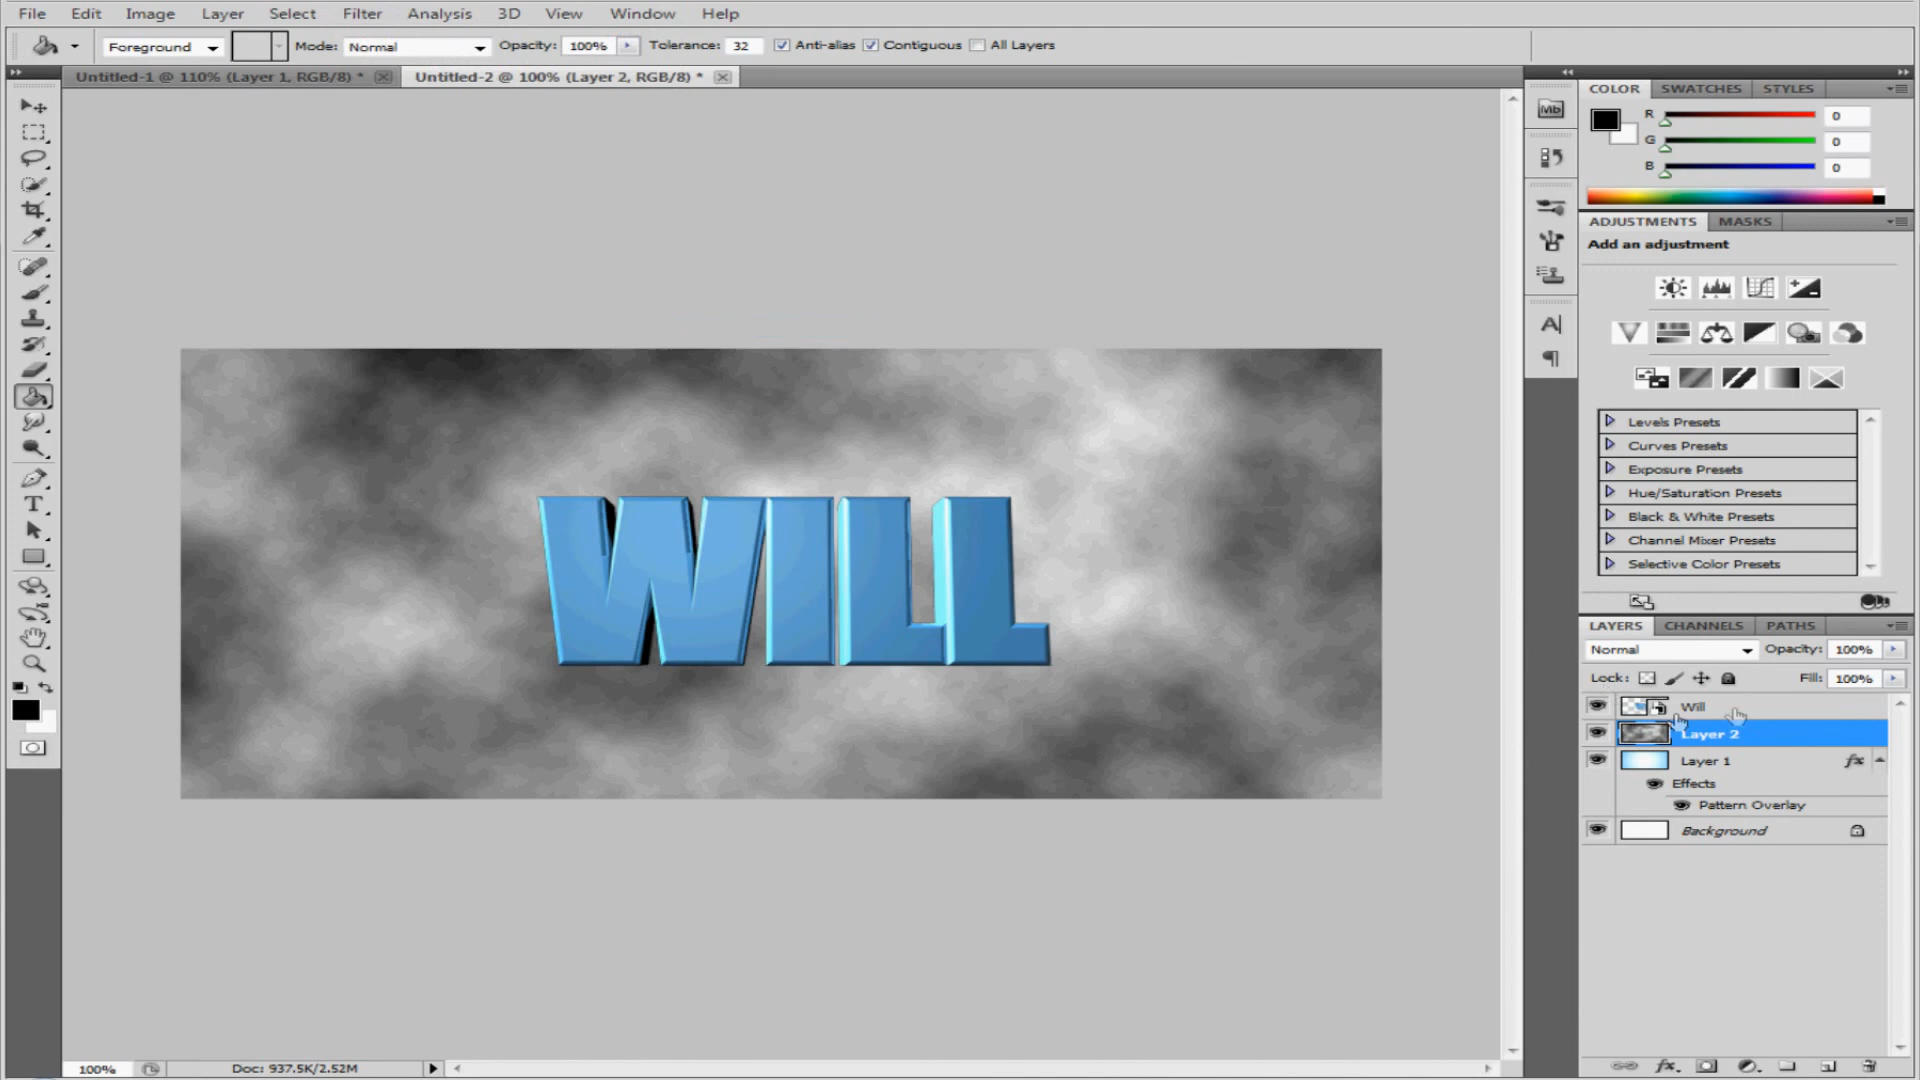 File Edit Image Layer Select Filter Analysis 3D View Window Help
Foreground Mode: Normal Opacity: 100% Tolerance: 32 Anti-alias Contiguous All Layers
Untitled-1 @ 110% (Layer 1, RGB/8) * Untitled-2 @ 100% (Layer 2, RGB/8) *
COLOR SWATCHES STYLES
Mb
R 0
G 0
B 0
ADJUSTMENTS MASKS
Add an adjustment
Levels Presets
Curves Presets
Exposure Presets
Hue/Saturation Presets
Black & White Presets
Channel Mixer Presets
Selective Color Presets
WILL
LAYERS CHANNELS PATHS
Normal Opacity: 100%
Lock: Fill: 100%
Will
Layer 2
Layer 1 fx
Effects
Pattern Overlay
Background
100% Doc: 937.5K/2.52M
fx